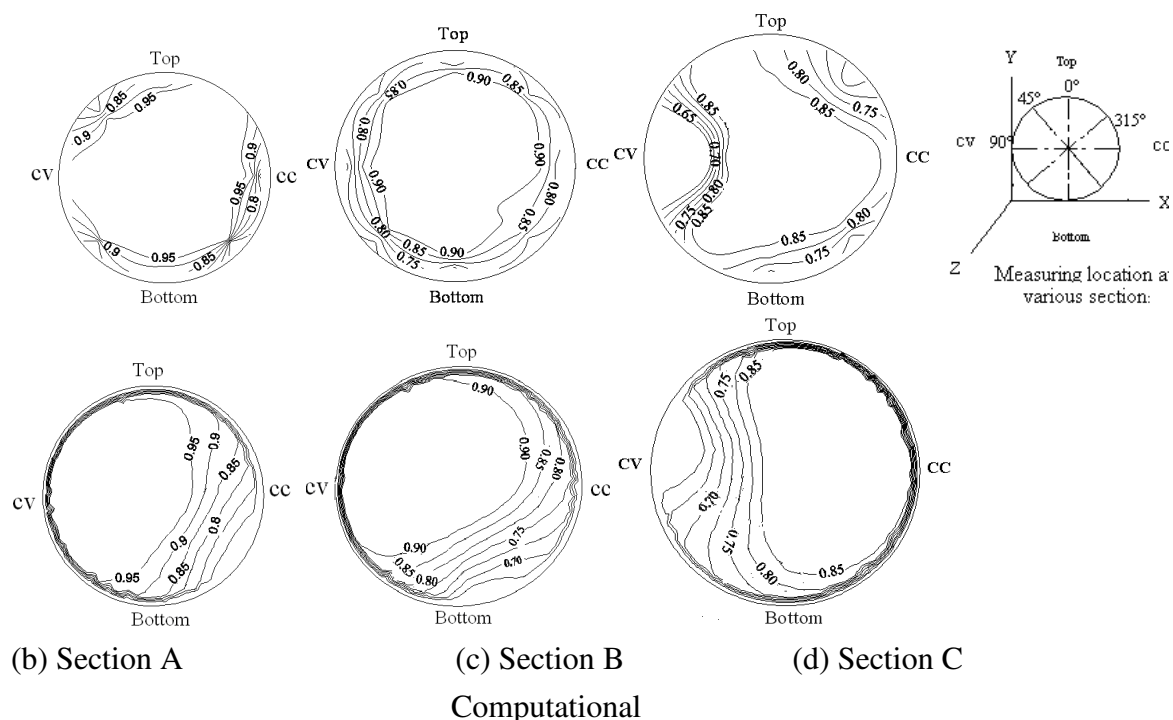 Top
0.85
0.95
0.9
CV
0.9
0.95
0.8
CC
0.9
0.95
0.85
Bottom
Top
0.90
0.85
0.85
0.80
CV
0.90
0.90
0.80
CC
0.80
0.85
0.75
0.90
0.85
Bottom
Top
0.80
0.75
0.85
0.85
0.65
CV
0.70
CC
0.80
0.75
0.85
0.85
0.80
0.75
Bottom
Y
Top
0°
45°
315°
CV
90°
CC
X
Bottom
Z
Measuring location at
various section:
Top
0.95
0.9
0.85
CV
CC
0.8
0.9
0.95
0.85
Bottom
Top
0.90
0.90
0.85
0.80
CV
CC
0.75
0.90
0.85
0.80
0.70
Bottom
Top
0.75
0.85
CV
CC
0.70
0.75
0.80
0.85
Bottom
(b) Section A
(c) Section B
(d) Section C
Computational